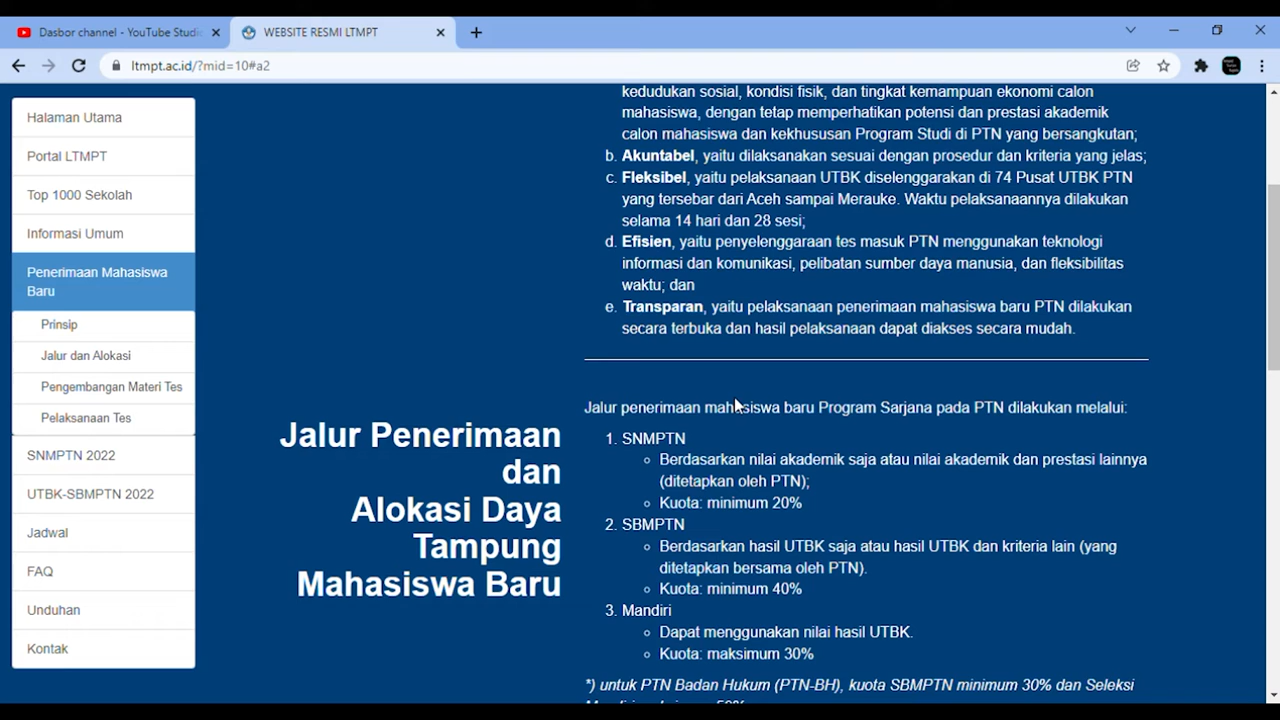 Dasbor channel - YouTube Studi
WEBSITE RESMI LTMPT
ltmpt.ac.id/?mid=10#a2
Halaman Utama
Portal LTMPT
Top 1000 Sekolah
Informasi Umum
Penerimaan Mahasiswa
Baru
Prinsip
Jalur dan Alokasi
Pengembangan Materi Tes
Pelaksanaan Tes
SNMPTN 2022
UTBK-SBMPTN 2022
Jadwal
FAQ
Unduhan
Kontak
kedudukan sosial, kondisi fisik, dan tingkat kemampuan ekonomi calon
mahasiswa, dengan tetap memperhatikan potensi dan prestasi akademik
calon mahasiswa dan kekhususan Program Studi di PTN yang bersangkutan;
b. Akuntabel, yaitu dilaksanakan sesuai dengan prosedur dan kriteria yang jelas;
c. Fleksibel, yaitu pelaksanaan UTBK diselenggarakan di 74 Pusat UTBK PTN
yang tersebar dari Aceh sampai Merauke. Waktu pelaksanaannya dilakukan
selama 14 hari dan 28 sesi;
d. Efisien, yaitu penyelenggaraan tes masuk PTN menggunakan teknologi
informasi dan komunikasi, pelibatan sumber daya manusia, dan fleksibilitas
waktu; dan
e. Transparan, yaitu pelaksanaan penerimaan mahasiswa baru PTN dilakukan
secara terbuka dan hasil pelaksanaan dapat diakses secara mudah.
Jalur Penerimaan
dan
Alokasi Daya
Tampung
Mahasiswa Baru
Jalur penerimaan mahasiswa baru Program Sarjana pada PTN dilakukan melalui:
1. SNMPTN
Berdasarkan nilai akademik saja atau nilai akademik dan prestasi lainnya
(ditetapkan oleh PTN);
Kuota: minimum 20%
2. SBMPTN
Berdasarkan hasil UTBK saja atau hasil UTBK dan kriteria lain (yang
ditetapkan bersama oleh PTN).
Kuota: minimum 40%
3. Mandiri
Dapat menggunakan nilai hasil UTBK.
Kuota: maksimum 30%
*) untuk PTN Badan Hukum (PTN-BH), kuota SBMPTN minimum 30% dan Seleksi